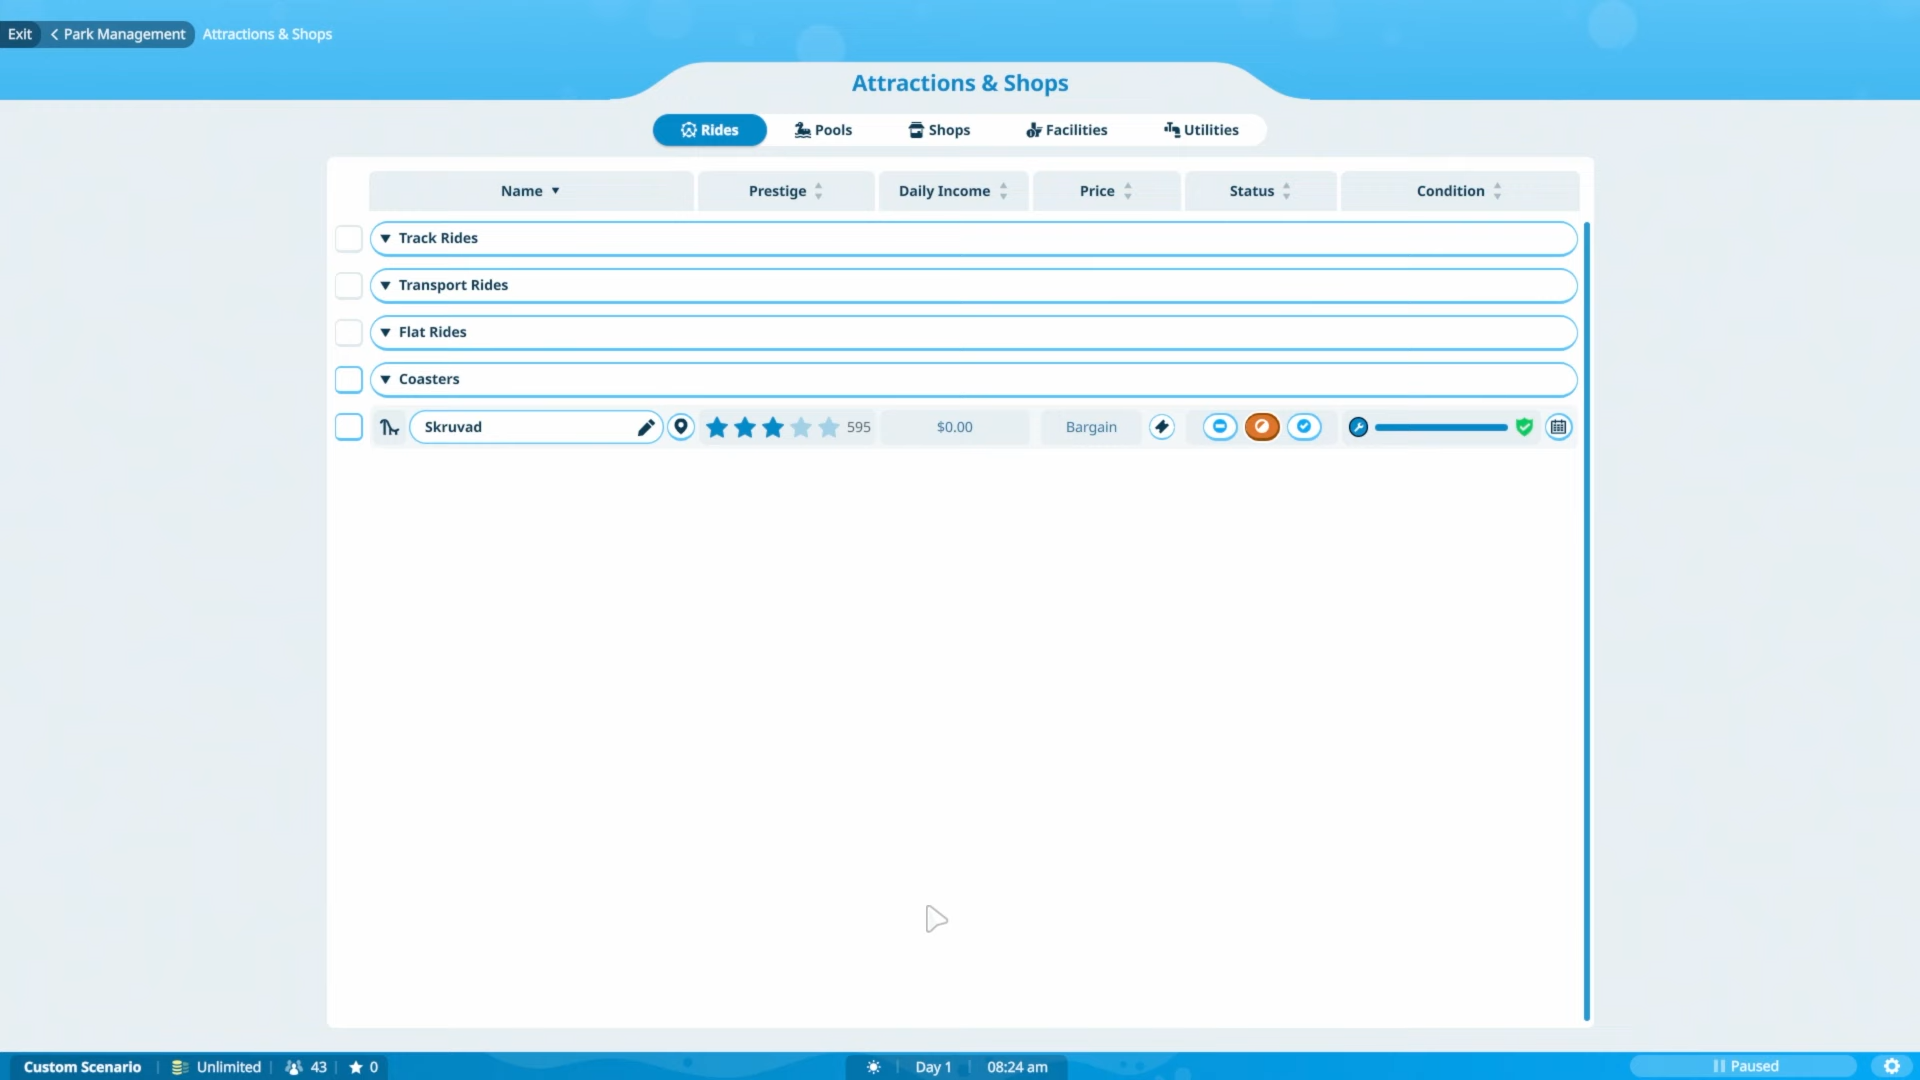 Exit Park Management Attractions & Shops
Attractions & Shops
Rides Pools Shops Facilities Utilities
Name Prestige Daily Income Price Status Condition
Track Rides
Transport Rides
Flat Rides
Coasters
Skruvad 595 $0.00 Bargain
Custom Scenario Unlimited 43 0 Day 1 08:24 am Paused